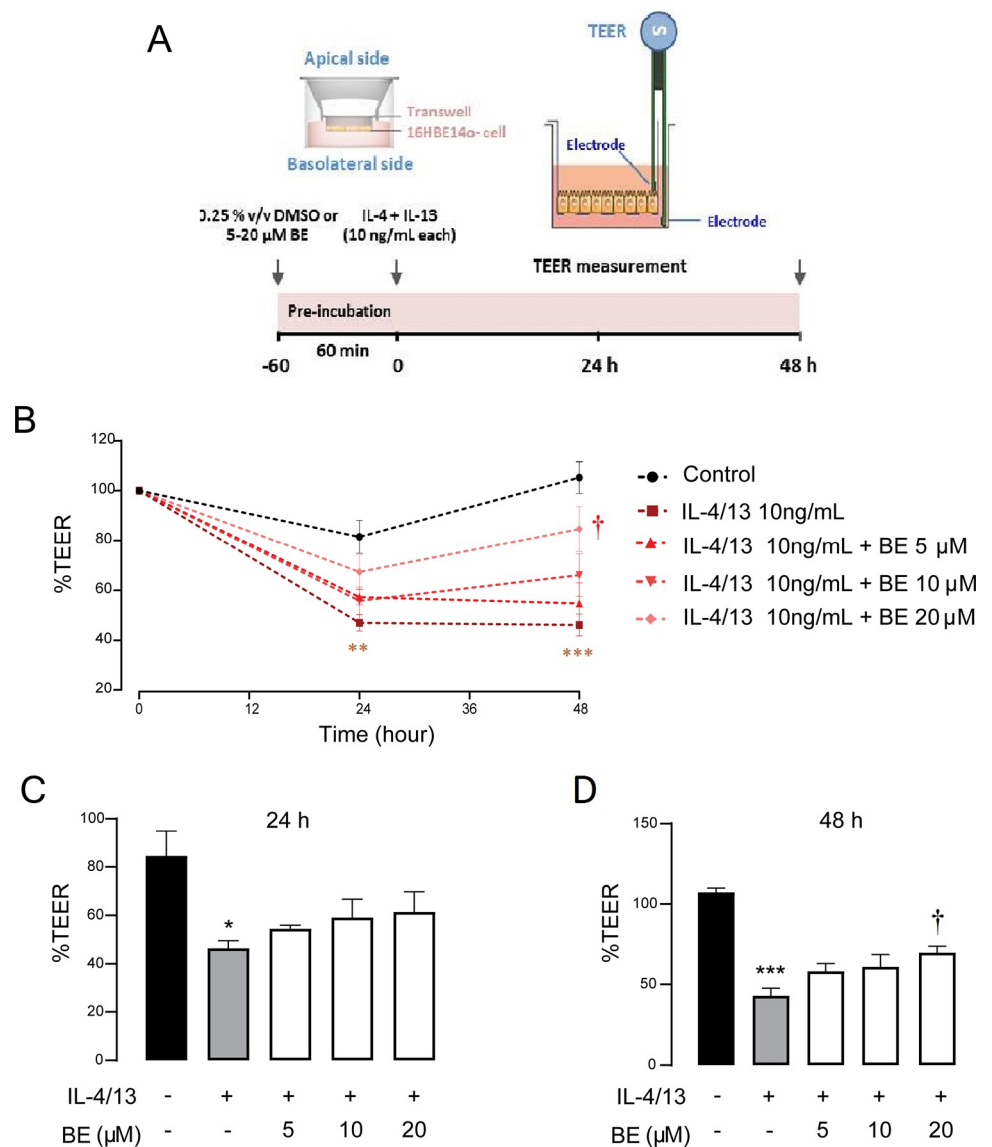 A
Apical side
Transwell
16HBE14o- cell
Basolateral side
TEER
S
Electrode
Electrode
0.25 % v/v DMSO or
5-20 µM BE
IL-4 + IL-13
(10 ng/mL each)
TEER measurement
Pre-incubation
60 min
-60
0
24 h
48 h
B
%TEER
120
100
80
60
40
20
0
12
24
36
48
Time (hour)
**
***
†
Control
IL-4/13 10ng/mL
IL-4/13 10ng/mL + BE 5 µM
IL-4/13 10ng/mL + BE 10 µM
IL-4/13 10ng/mL + BE 20 µM
C
24 h
%TEER
100
80
60
40
20
0
*
IL-4/13 - + + + +
BE (µM) - - 5 10 20
D
48 h
%TEER
150
100
50
0
***
†
IL-4/13 - + + + +
BE (µM) - - 5 10 20